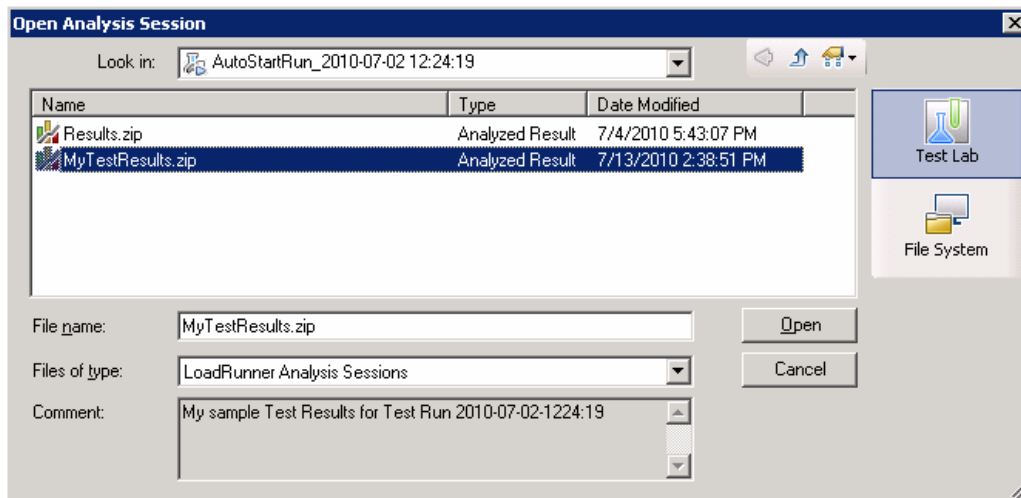 Open Analysis Session
Look in: AutoStartRun_2010-07-02 12:24:19
Name Type Date Modified
Results.zip Analyzed Result 7/4/2010 5:43:07 PM
MyTestResults.zip Analyzed Result 7/13/2010 2:38:51 PM
Test Lab
File System
File name: MyTestResults.zip Open
Files of type: LoadRunner Analysis Sessions Cancel
Comment: My sample Test Results for Test Run 2010-07-02-1224:19